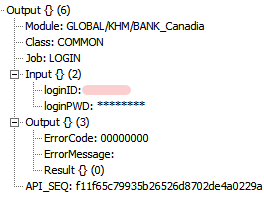 Output {} (6)
Module: GLOBAL/KHM/BANK_Canadia
Class: COMMON
Job: LOGIN
Input {} (2)
loginID:
loginPWD: ********
Output {} (3)
ErrorCode: 00000000
ErrorMessage:
Result {} (0)
API_SEQ: f11f65c79935b26526d8702de4a0229a